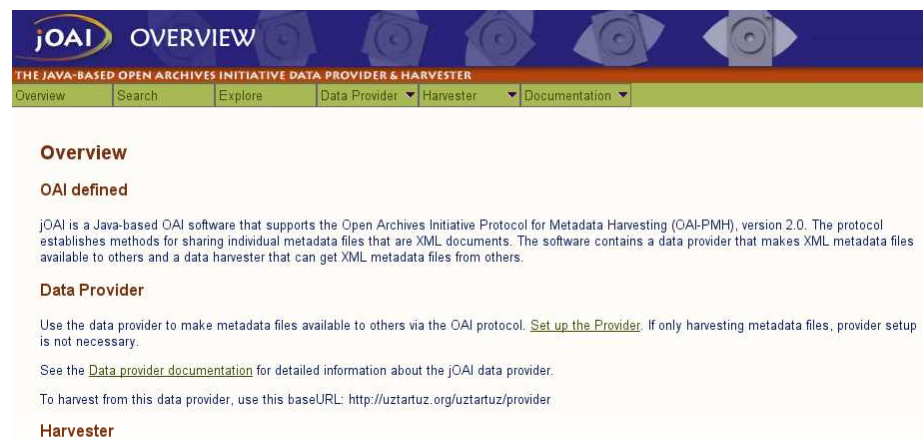 jOAI OVERVIEW
THE JAVA-BASED OPEN ARCHIVES INITIATIVE DATA PROVIDER & HARVESTER
Overview Search Explore Data Provider Harvester Documentation
Overview
OAI defined
jOAI is a Java-based OAI software that supports the Open Archives Initiative Protocol for Metadata Harvesting (OAI-PMH), version 2.0. The protocol
establishes methods for sharing individual metadata files that are XML documents. The software contains a data provider that makes XML metadata files
available to others and a data harvester that can get XML metadata files from others.
Data Provider
Use the data provider to make metadata files available to others via the OAI protocol. Set up the Provider. If only harvesting metadata files, provider setup
is not necessary.
See the Data provider documentation for detailed information about the jOAI data provider.
To harvest from this data provider, use this baseURL: http://uztartuz.org/uztartuz/provider
Harvester